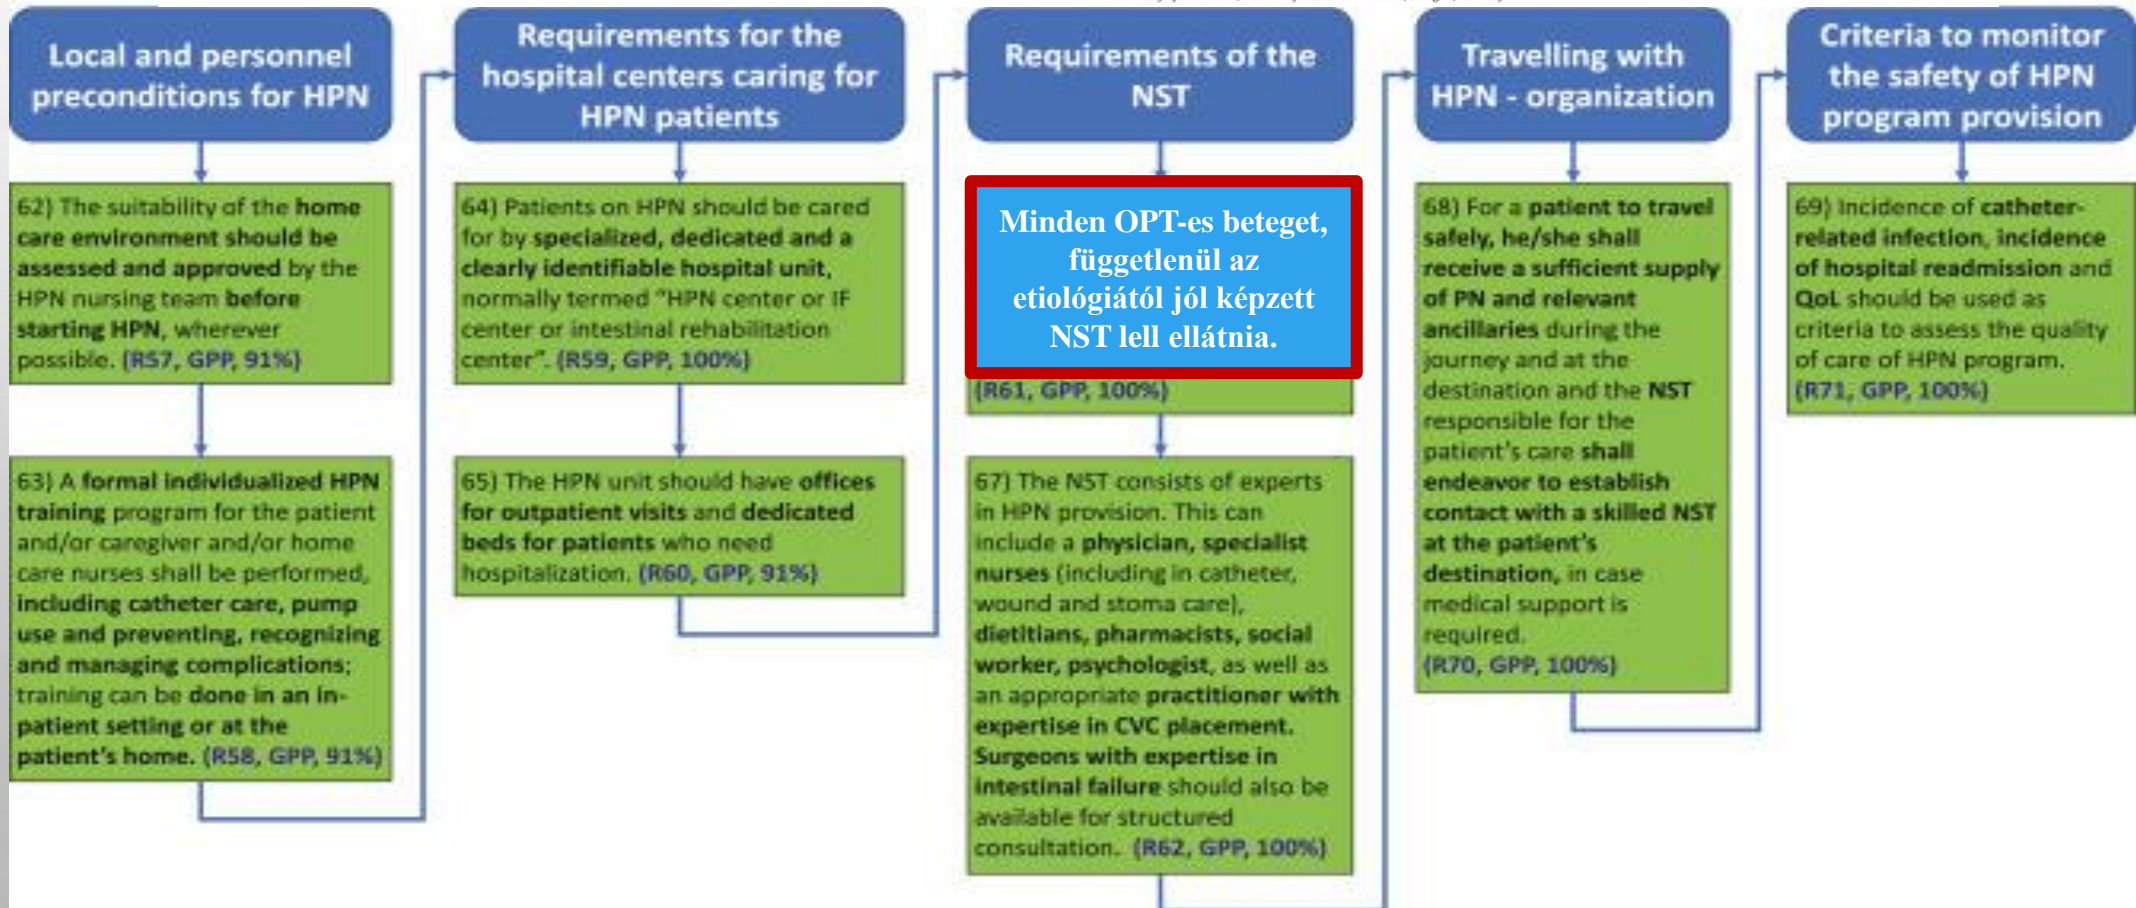 Local and personnel
preconditions for HPN
62) The suitability of the home
care environment should be
assessed and approved by the
HPN nursing team before
starting HPN, wherever
possible. (R57, GPP, 91%)
63) A formal individualized HPN
training program for the patient
and/or caregiver and/or home
care nurses shall be performed,
including catheter care, pump
use and preventing, recognizing
and managing complications;
training can be done in an in-
patient setting or at the
patient's home. (R58, GPP, 91%)
Requirements for the
hospital centers caring for
HPN patients
64) Patients on HPN should be cared
for by specialized, dedicated and a
clearly identifiable hospital unit,
normally termed "HPN center or IF
center or intestinal rehabilitation
center". (R59, GPP, 100%)
65) The HPN unit should have offices
for outpatient visits and dedicated
beds for patients who need
hospitalization. (R60, GPP, 91%)
Requirements of the
NST
Minden OPT-es beteget,
függetlenül az
etiológiától jól képzett
NST lell ellátnia.
(R61, GPP, 100%)
67) The NST consists of experts
in HPN provision. This can
include a physician, specialist
nurses (including in catheter,
wound and stoma care),
dietitians, pharmacists, social
worker, psychologist, as well as
an appropriate practitioner with
expertise in CVC placement.
Surgeons with expertise in
intestinal failure should also be
available for structured
consultation. (R62, GPP, 100%)
Travelling with
HPN - organization
68) For a patient to travel
safely, he/she shall
receive a sufficient supply
of PN and relevant
ancillaries during the
journey and at the
destination and the NST
responsible for the
patient's care shall
endeavor to establish
contact with a skilled NST
at the patient's
destination, in case
medical support is
required.
(R70, GPP, 100%)
Criteria to monitor
the safety of HPN
program provision
69) Incidence of catheter-
related infection, incidence
of hospital readmission and
QoL should be used as
criteria to assess the quality
of care of HPN program.
(R71, GPP, 100%)